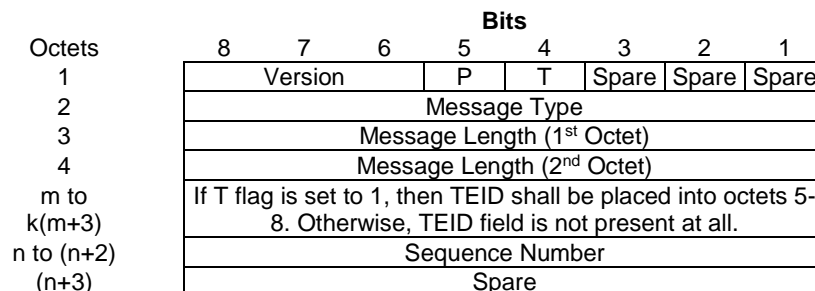 Bits
Octets 8 7 6 5 4 3 2 1
1 Version P T Spare Spare Spare
2 Message Type
3 Message Length (1st Octet)
4 Message Length (2nd Octet)
m to If T flag is set to 1, then TEID shall be placed into octets 5-
k(m+3) 8. Otherwise, TEID field is not present at all.
n to (n+2) Sequence Number
(n+3) Spare